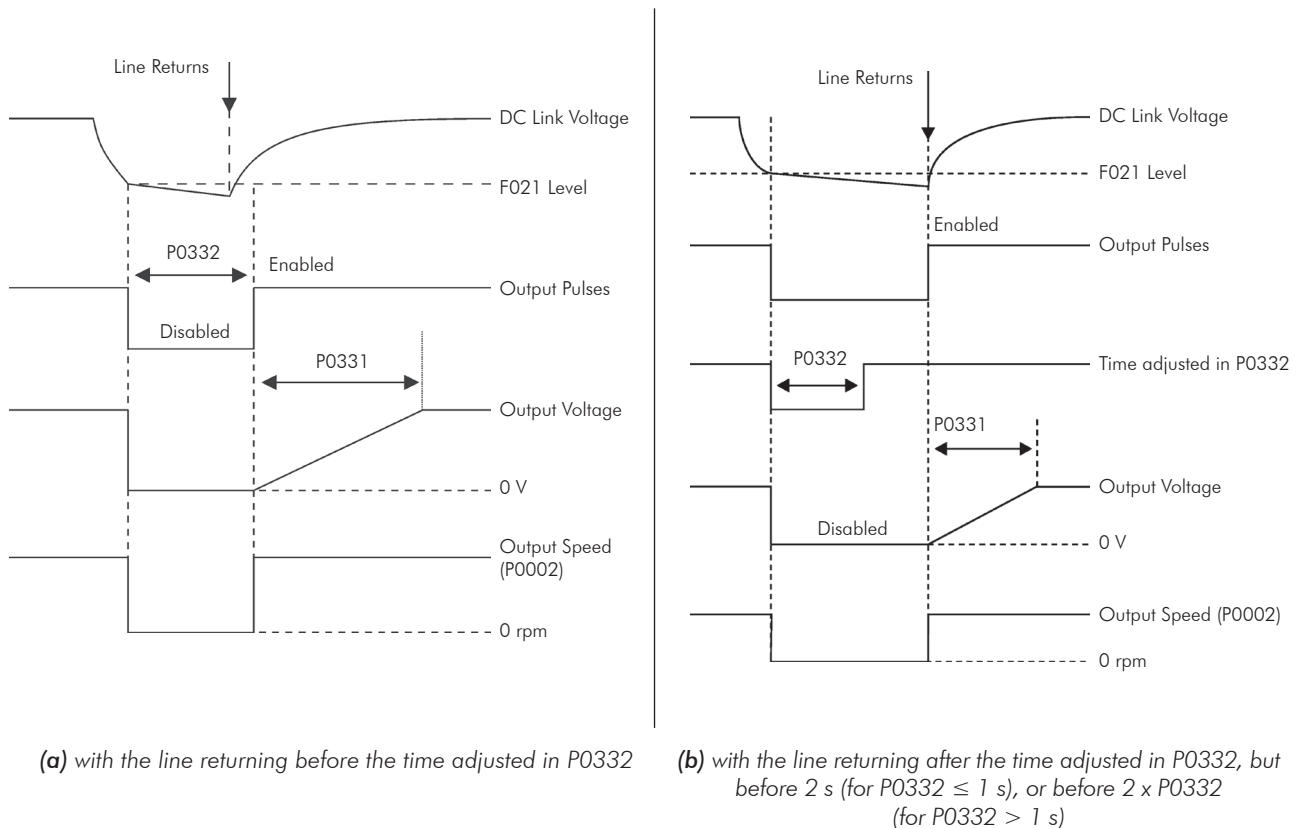 Line Returns
DC Link Voltage
F021 Level
P0332
Enabled
Output Pulses
Disabled
P0331
Output Voltage
0 V
Output Speed
(P0002)
0 rpm
(a) with the line returning before the time adjusted in P0332
Line Returns
DC Link Voltage
F021 Level
Enabled
Output Pulses
P0332
Time adjusted in P0332
P0331
Output Voltage
Disabled
0 V
Output Speed (P0002)
0 rpm
(b) with the line returning after the time adjusted in P0332, but
before 2 s (for P0332 ≤ 1 s), or before 2 x P0332
(for P0332 > 1 s)